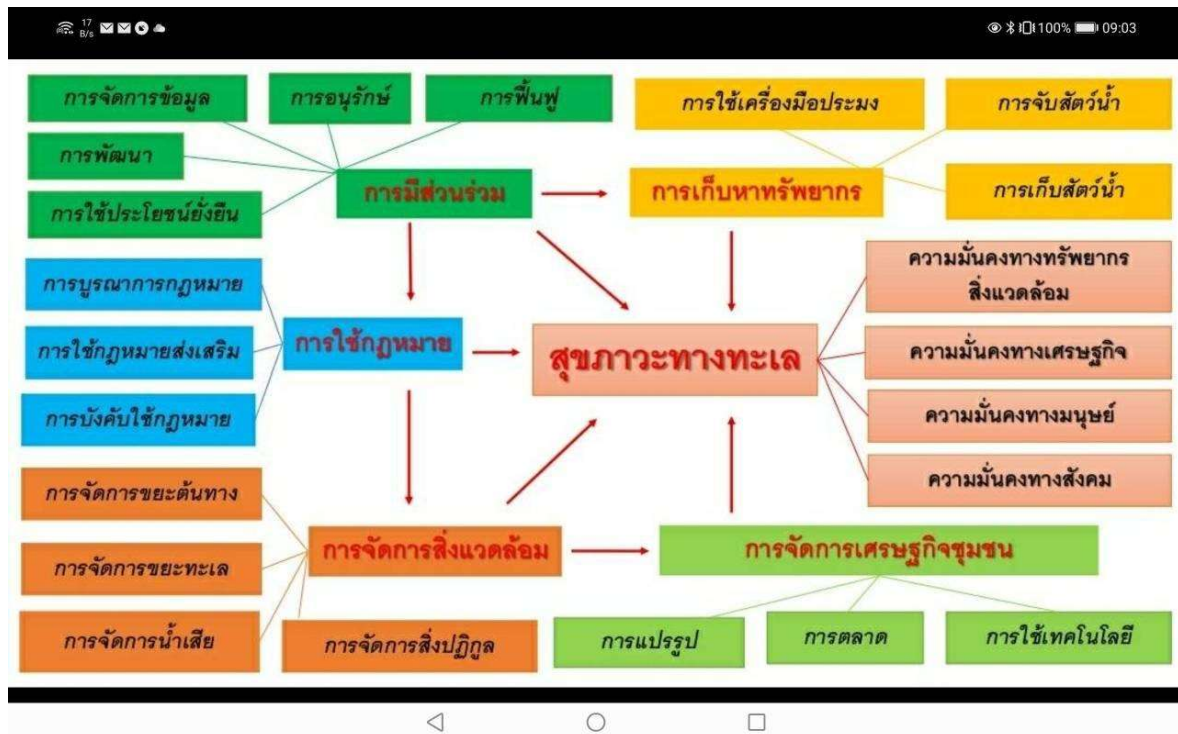 17
B/s
100% 09:03
การจัดการข้อมูล
การอนุรักษ์
การฟื้นฟู
การใช้เครื่องมือประมง
การจับสัตว์น้ำ
การพัฒนา
การมีส่วนร่วม
การเก็บหาทรัพยากร
การเก็บสัตว์น้ำ
การใช้ประโยชน์ยั่งยืน
ความมั่นคงทางทรัพยากร
สิ่งแวดล้อม
การบูรณาการกฎหมาย
การใช้กฎหมายส่งเสริม
การใช้กฎหมาย
สุขภาวะทางทะเล
ความมั่นคงทางเศรษฐกิจ
การบังคับใช้กฎหมาย
ความมั่นคงทางมนุษย์
ความมั่นคงทางสังคม
การจัดการขยะต้นทาง
การจัดการสิ่งแวดล้อม
การจัดการเศรษฐกิจชุมชน
การจัดการขยะทะเล
การจัดการน้ำเสีย
การจัดการสิ่งปฏิกูล
การแปรรูป
การตลาด
การใช้เทคโนโลยี